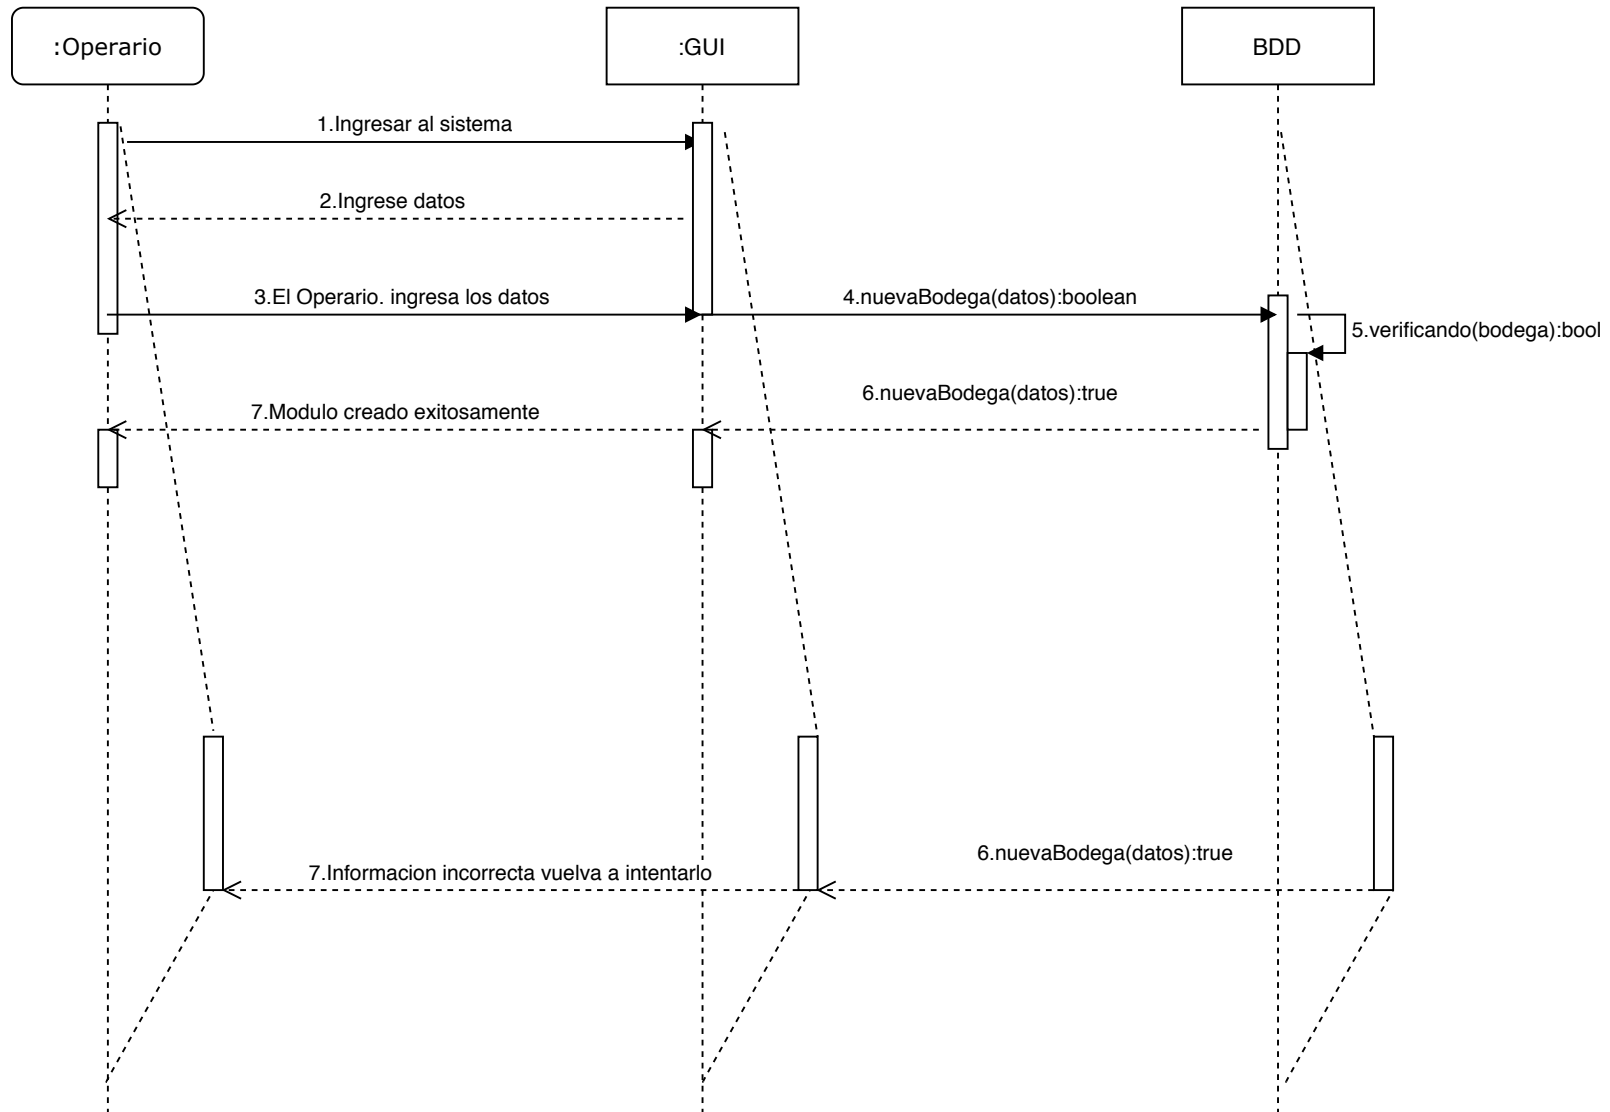 :Operario
:GUI
BDD
1.Ingresar al sistema
2.Ingrese datos
3.El Operario. ingresa los datos
4.nuevaBodega(datos):boolean
5.verificando(bodega):bool
6.nuevaBodega(datos):true
7.Modulo creado exitosamente
6.nuevaBodega(datos):true
7.Informacion incorrecta vuelva a intentarlo